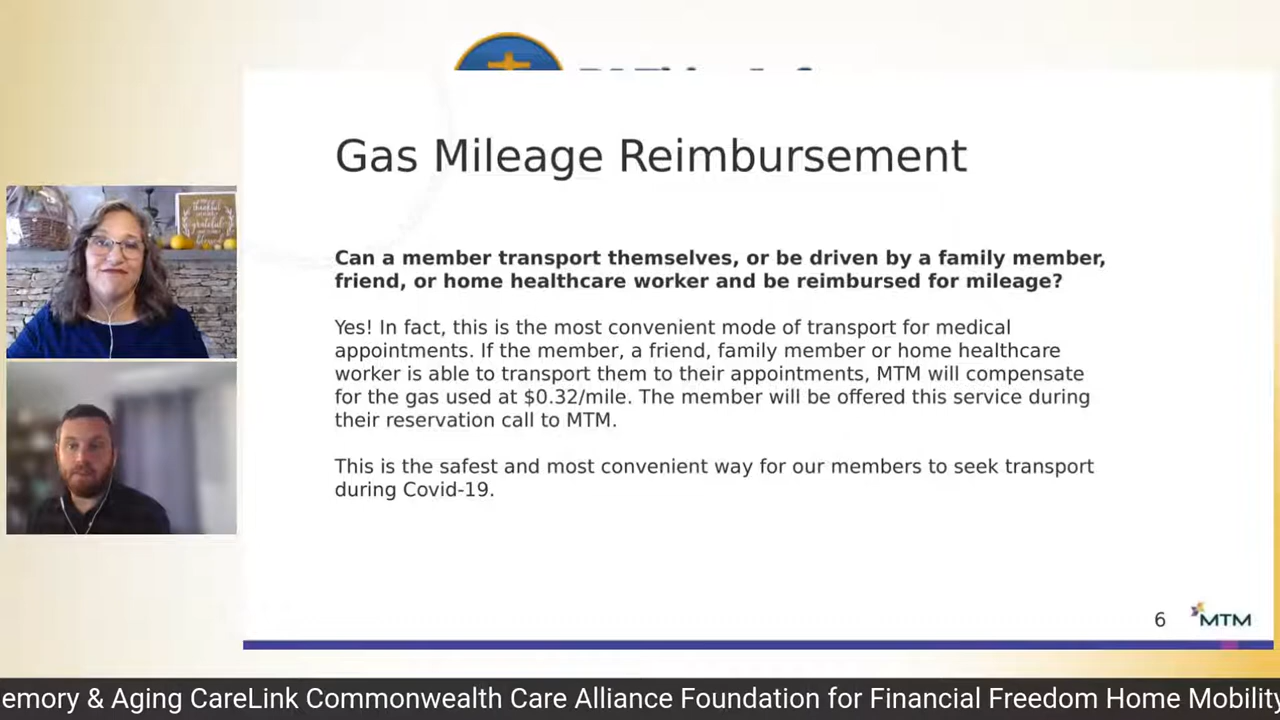 Gas Mileage Reimbursement
Can a member transport themselves, or be driven by a family member,
friend, or home healthcare worker and be reimbursed for mileage?
Yes! In fact, this is the most convenient mode of transport for medical
appointments. If the member, a friend, family member or home healthcare
worker is able to transport them to their appointments, MTM will compensate
for the gas used at $0.32/mile. The member will be offered this service during
their reservation call to MTM.
This is the safest and most convenient way for our members to seek transport
during Covid-19.
6
MTM
thankful
grateful
blessed
emory & Aging CareLink Commonwealth Care Alliance Foundation for Financial Freedom Home Mobility